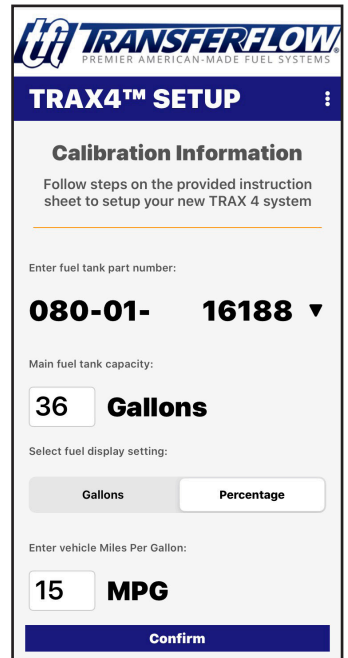 tfi TRANSFERFLOW®
PREMIER AMERICAN-MADE FUEL SYSTEMS
TRAX4™ SETUP
Calibration Information
Follow steps on the provided instruction
sheet to setup your new TRAX 4 system
Enter fuel tank part number:
080-01- 16188 ▼
Main fuel tank capacity:
36 Gallons
Select fuel display setting:
Gallons Percentage
Enter vehicle Miles Per Gallon:
15 MPG
Confirm